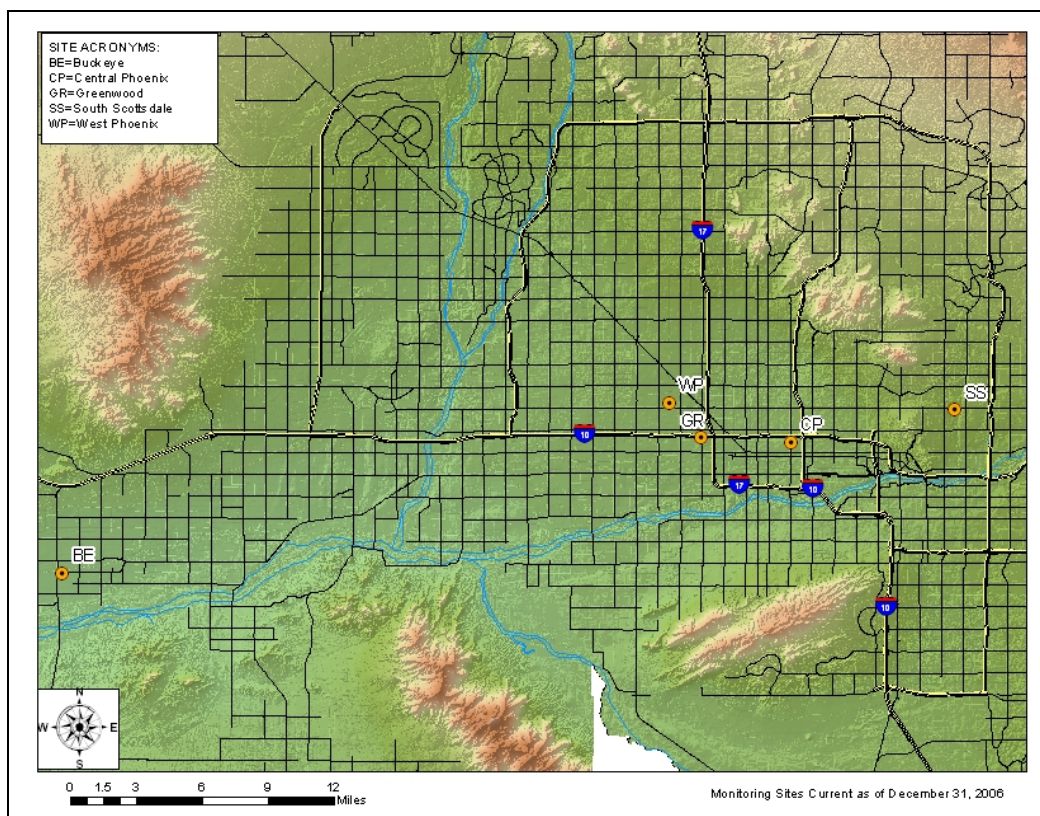 SITE ACRONYMS:
BE=Buckeye
CP=Central Phoenix
GR=Greenwood
SS=South Scottsdale
WP=West Phoenix
17
WP
SS
GR
CP
10
17
10
BE
10
N
W E
S
0 1.5 3 6 9 12
Miles
Monitoring Sites Current as of December 31, 2006